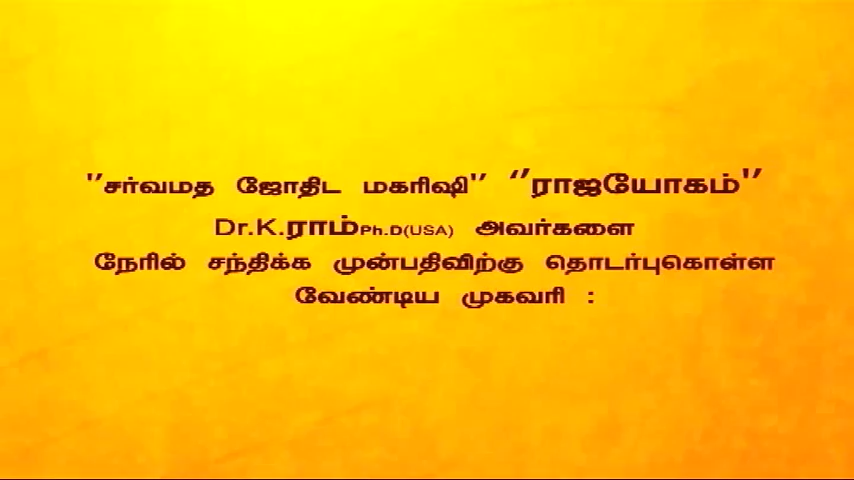 "சர்வமத ஜோதிட மகரிஷி" "ராஜயோகம்"
Dr.K.ராம்Ph.D(USA) அவர்களை
நேரில் சந்திக்க முன்பதிவிற்கு தொடர்புகொள்ள
வேண்டிய முகவரி :